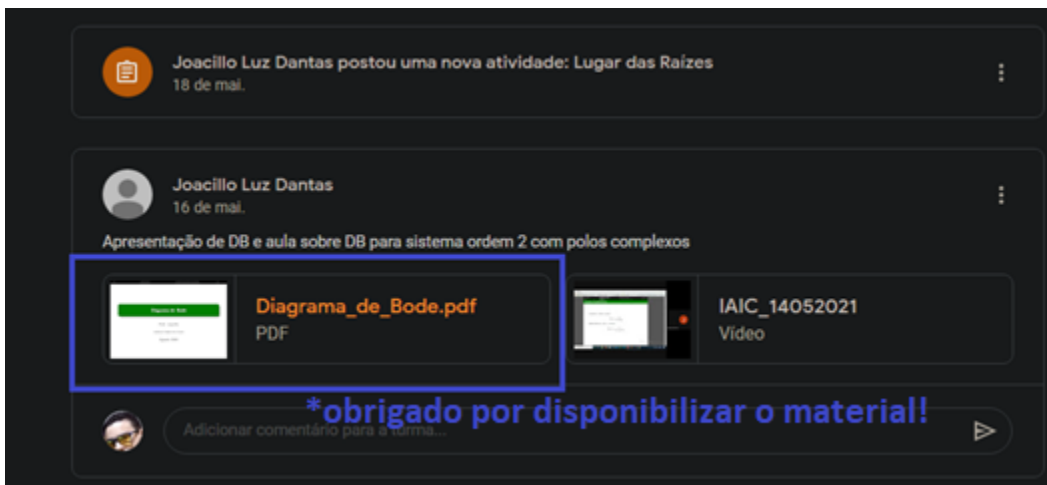 Joacillo Luz Dantas postou uma nova atividade: Lugar das Raízes
18 de mai.
Joacillo Luz Dantas
16 de mai.
Apresentação de DB e aula sobre DB para sistema ordem 2 com polos complexos
Diagrama_de_Bode.pdf
PDF
IAIC_14052021
Vídeo
*obrigado por disponibilizar o material!
Adicionar comentário para a turma...